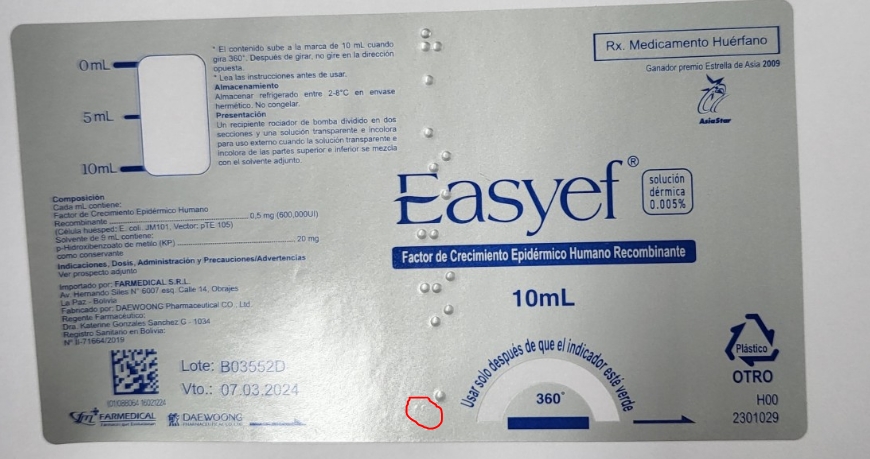 0mL
5mL
10mL
* El contenido sube a la marca de 10 mL cuando
gira 360°. Después de girar, no gire en la dirección
opuesta.
* Lea las instrucciones antes de usar.
Almacenamiento
Almacenar refrigerado entre 2-8°C en envase
hermético. No congelar.
Presentación
Un recipiente rociador de bomba dividido en dos
secciones y una solución transparente e incolora
para uso externo cuando la solución transparente e
incolora de las partes superior e inferior se mezcla
con el solvente adjunto.
Composición
Cada mL contiene:
Factor de Crecimiento Epidérmico Humano
Recombinante 0,5 mg (600,000UI)
(Célula huésped: E. coli. JM101, Vector: pTE 105)
Solvente de 9 mL contiene:
p-Hidroxibenzoato de metilo (KP) 20 mg
como conservante
Indicaciones, Dosis, Administración y Precauciones/Advertencias
Ver prospecto adjunto
Importado por: FARMEDICAL S.R.L.
Av. Hernando Siles N° 6007 esq. Calle 14, Obrajes
La Paz - Bolivia
Fabricado por: DAEWOONG Pharmaceutical CO., Ltd.
Regente Farmacéutico:
Dra. Katerine Gonzales Sanchez G - 1034
Registro Sanitario en Bolivia:
N° II-71664/2019
Lote: B03552D
Vto.: 07.03.2024
FARMEDICAL
DAEWOONG
Rx. Medicamento Huérfano
Ganador premio Estrella de Asia 2009
AsiaStar
Easyef®
solución
dérmica
0.005%
Factor de Crecimiento Epidérmico Humano Recombinante
10mL
Usar solo después de que el indicador esté verde
360°
Plástico
OTRO
H00
2301029